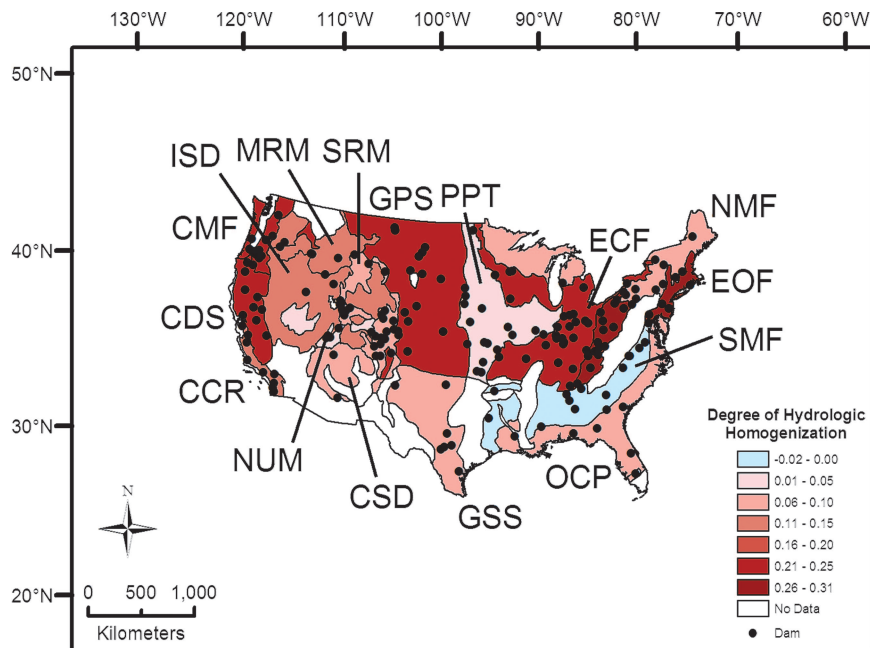 130°W 120°W 110°W 100°W 90°W 80°W 70°W 60°W
50°N
40°N
30°N
20°N
ISD MRM SRM
GPS PPT
NMF
CMF
ECF
EOF
CDS
SMF
CCR
NUM
CSD
GSS
OCP
Degree of Hydrologic
Homogenization
-0.02 - 0.00
0.01 - 0.05
0.06 - 0.10
0.11 - 0.15
0.16 - 0.20
0.21 - 0.25
0.26 - 0.31
No Data
Dam
N
0 500 1,000
Kilometers